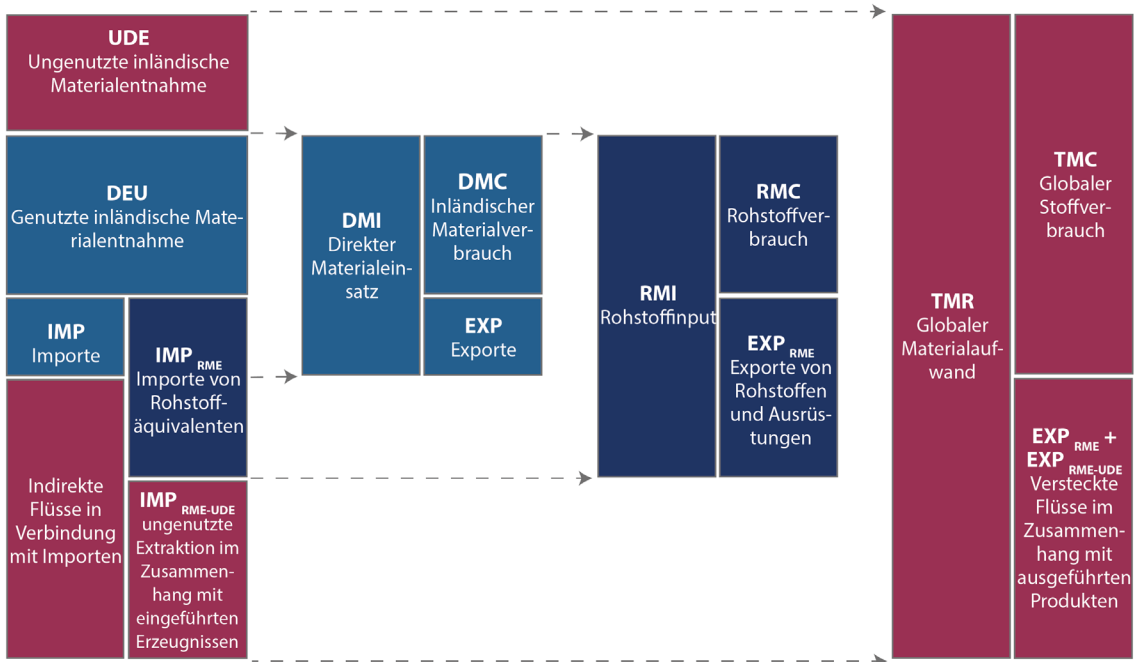 UDE
Ungenutzte inländische
Materialentnahme
DEU
Genutzte inländische Mate-
rialentnahme
IMP
Importe
IMP RME
Importe von
Rohstoff-
äquivalenten
Indirekte
Flüsse in
Verbindung
mit Importen
IMP RME-UDE
ungenutzte
Extraktion im
Zusammen-
hang mit
eingeführten
Erzeugnissen
DMI
Direkter
Materialein-
satz
DMC
Inländischer
Materialver-
brauch
EXP
Exporte
RMI
Rohstoffinput
RMC
Rohstoffver-
brauch
EXP RME
Exporte von
Rohstoffen
und Ausrüs-
tungen
TMR
Globaler
Materialauf-
wand
TMC
Globaler
Stoffver-
brauch
EXP RME +
EXP RME-UDE
Versteckte
Flüsse im
Zusammen-
hang mit
ausgeführten
Produkten